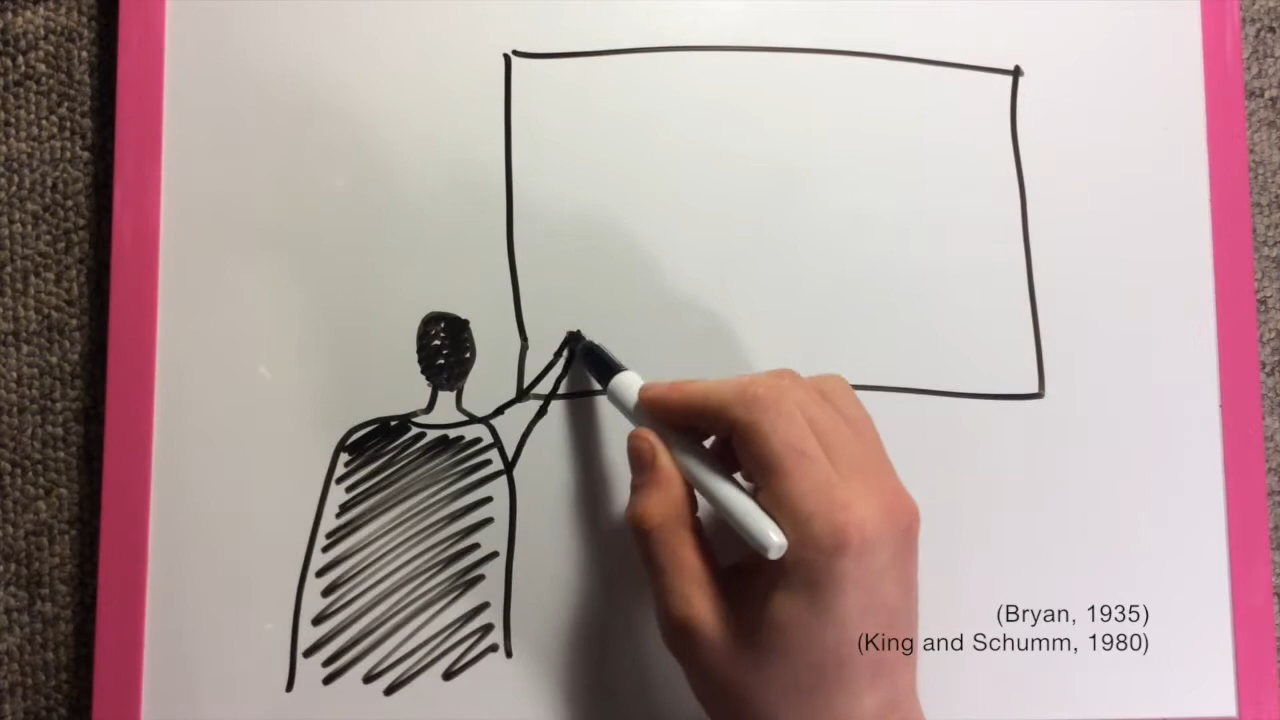 (Bryan, 1935)
(King and Schumm, 1980)